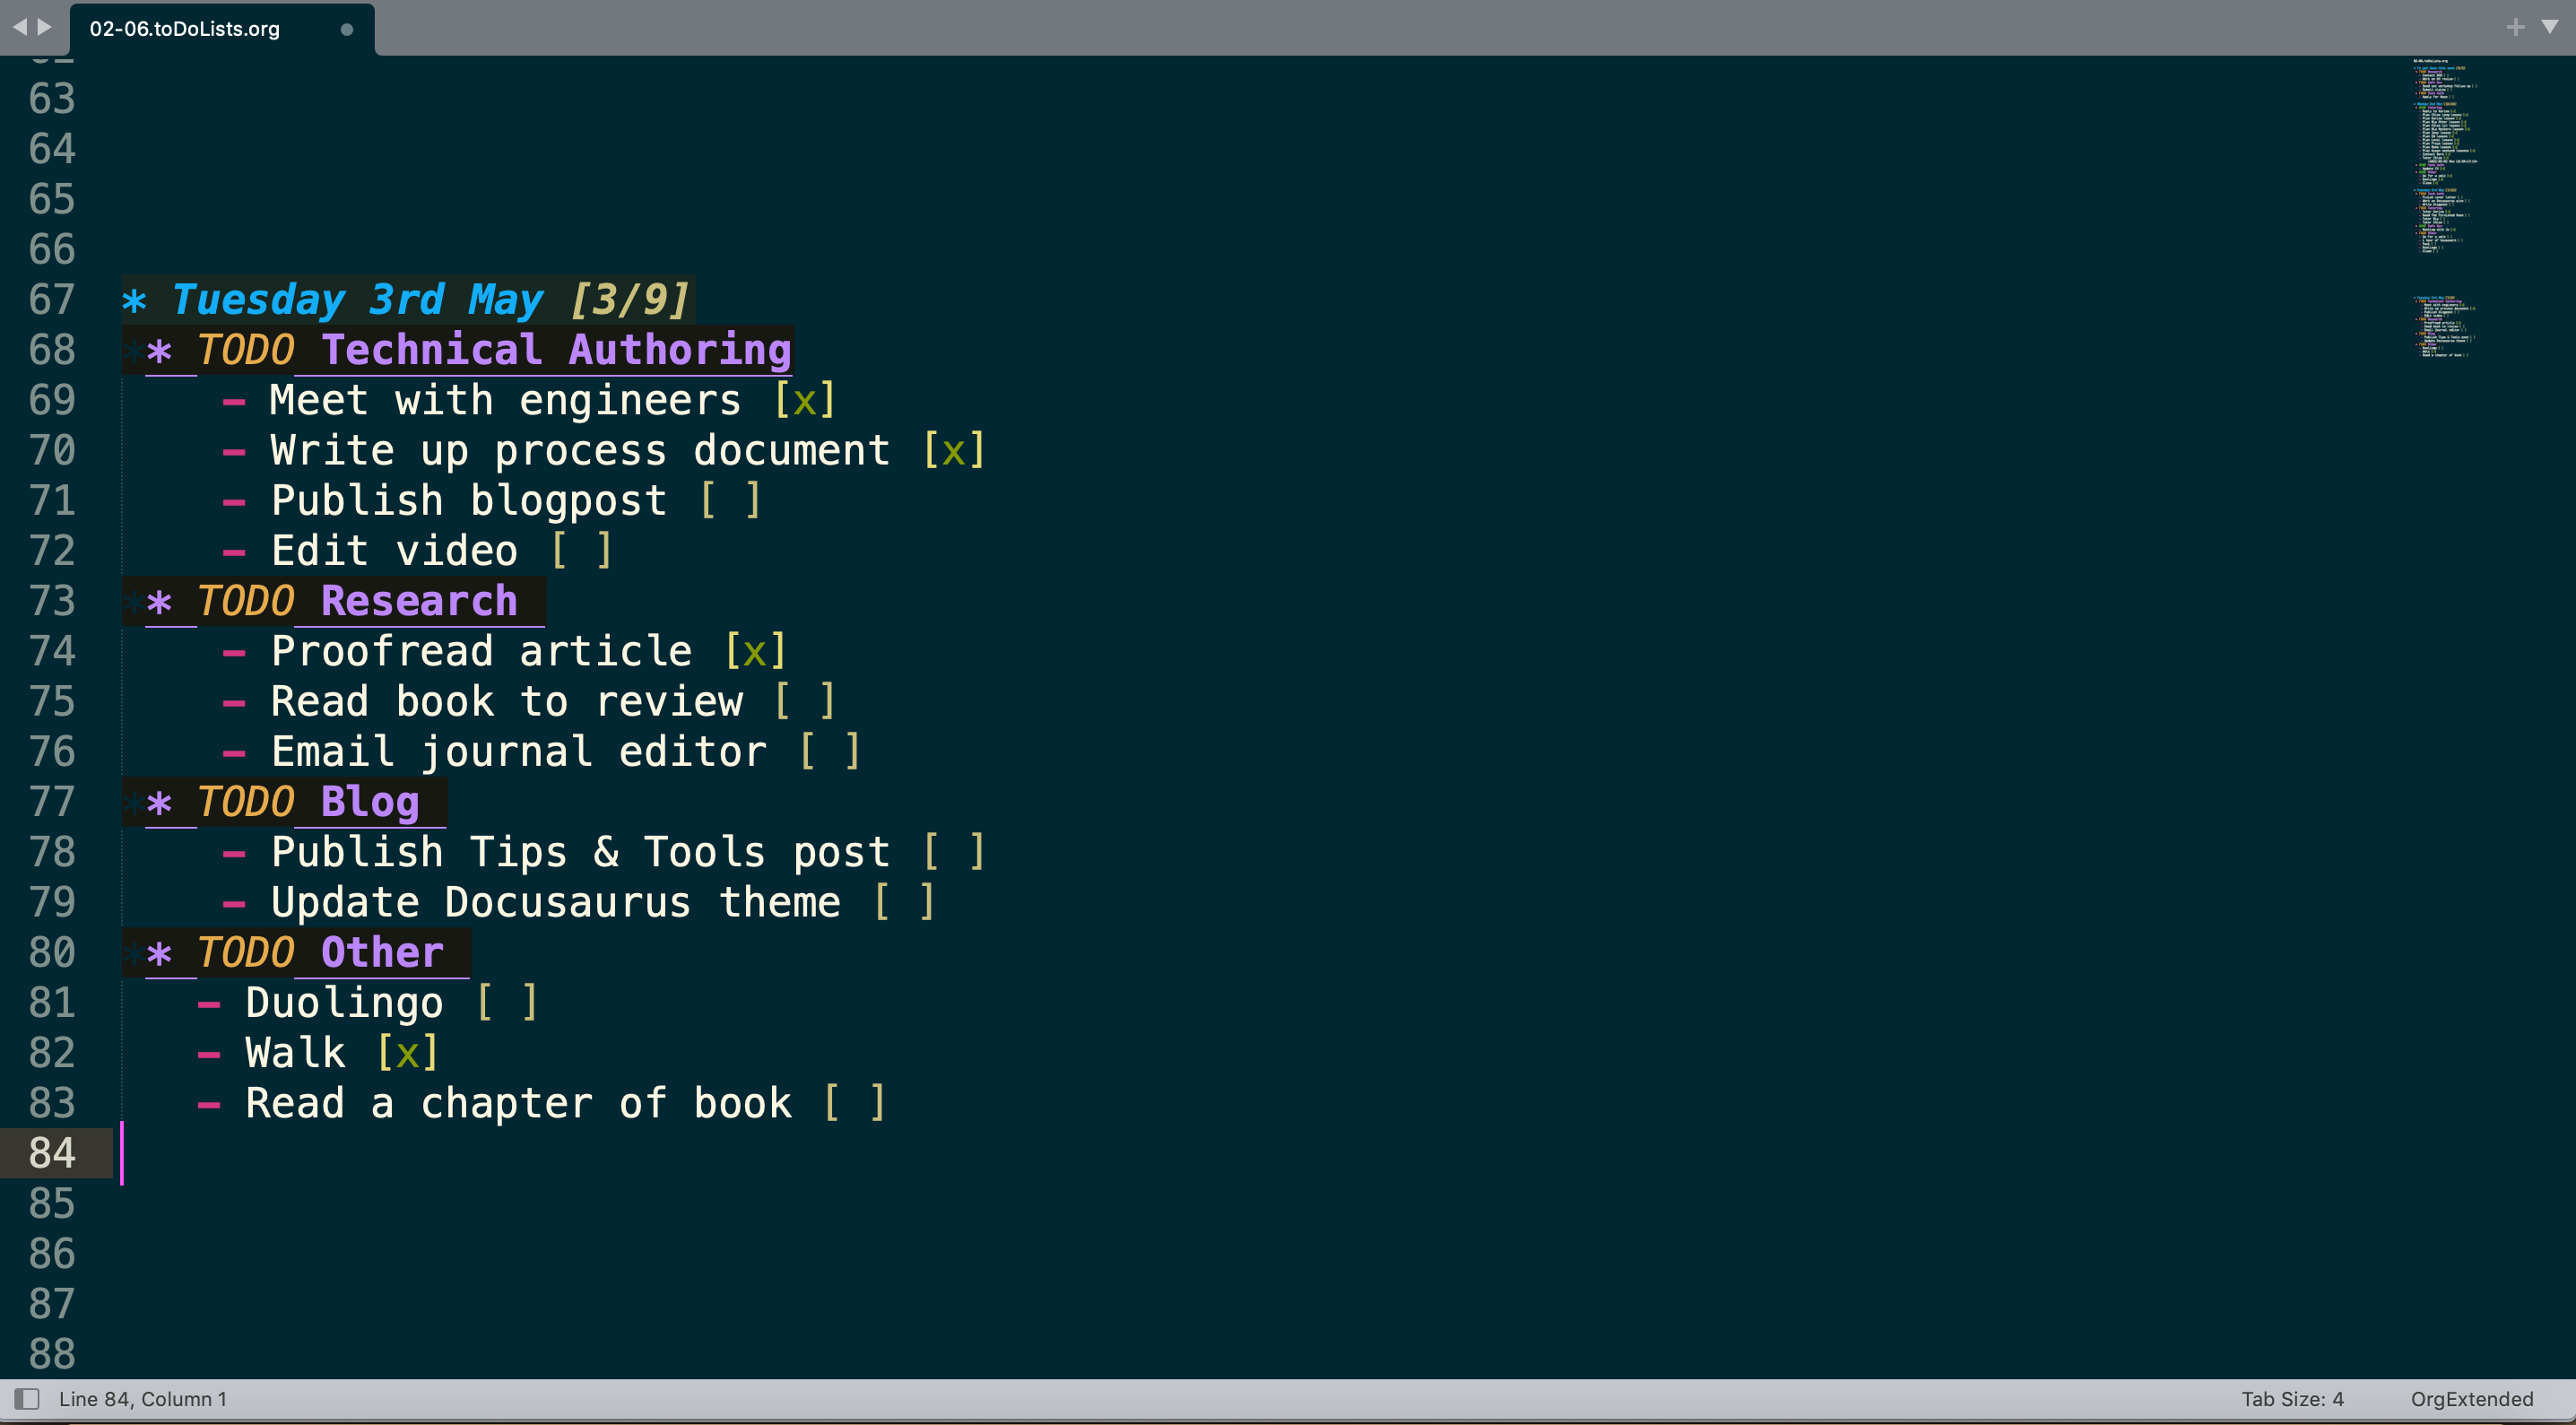 02-06.toDoLists.org
63
64
65
66
67 * Tuesday 3rd May [3/9]
68 ** TODO Technical Authoring
69 - Meet with engineers [x]
70 - Write up process document [x]
71 - Publish blogpost [ ]
72 - Edit video [ ]
73 ** TODO Research
74 - Proofread article [x]
75 - Read book to review [ ]
76 - Email journal editor [ ]
77 ** TODO Blog
78 - Publish Tips & Tools post [ ]
79 - Update Docusaurus theme [ ]
80 ** TODO Other
81 - Duolingo [ ]
82 - Walk [x]
83 - Read a chapter of book [ ]
84
85
86
87
88
Line 84, Column 1
Tab Size: 4
OrgExtended